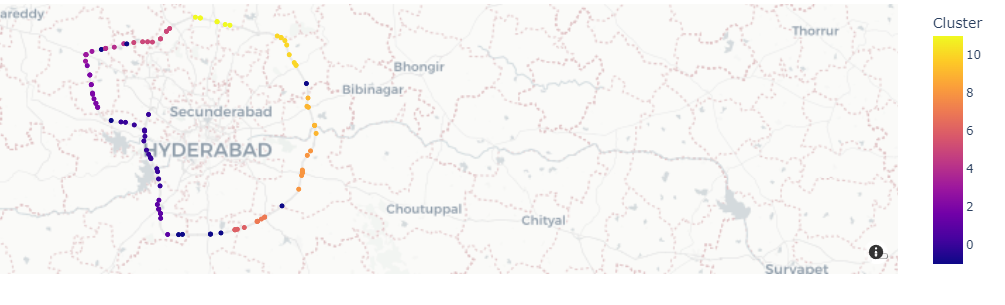 areddy
Cluster
Thorrur
10
Bhongir
8
Bibinagar
Secunderabad
6
HYDERABAD
4
Choutuppal
2
Chityal
0
Suryapet